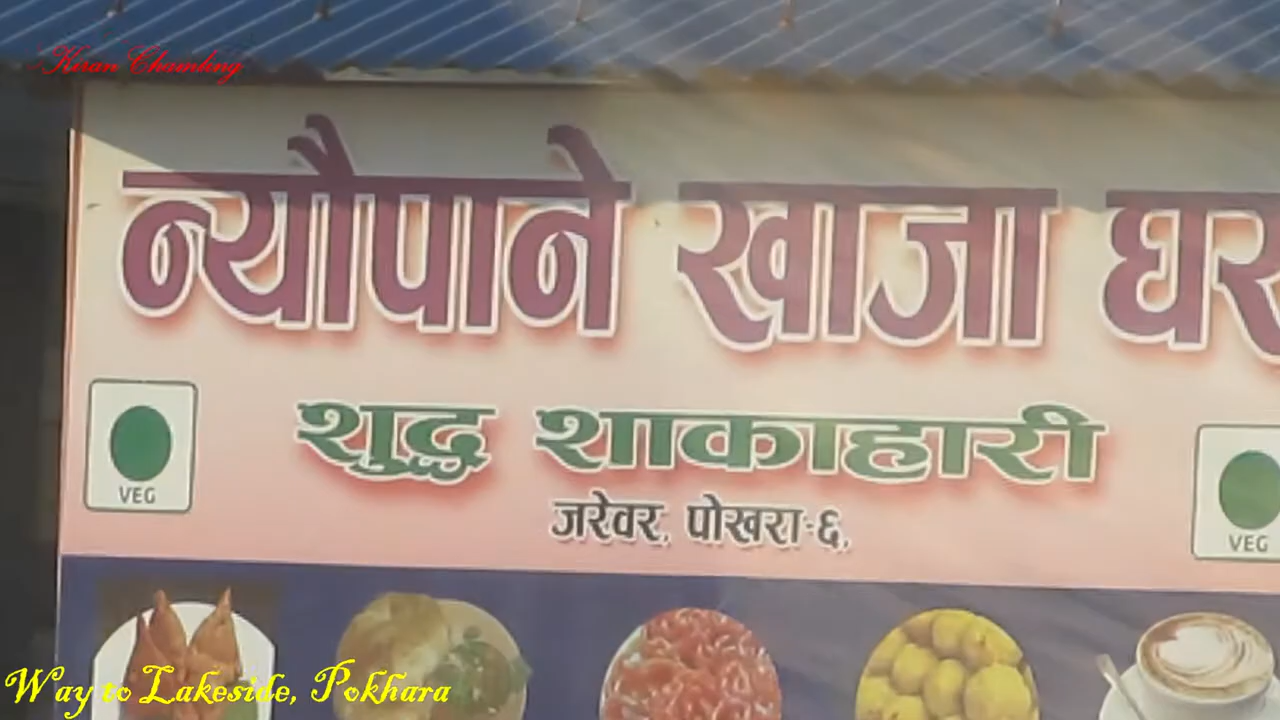 Kiran Chamling
न्यौपाने खाजा घर
शुद्ध शाकाहारी
VEG
जरेवर, पोखरा-६,
VEG
Way to Lakeside, Pokhara